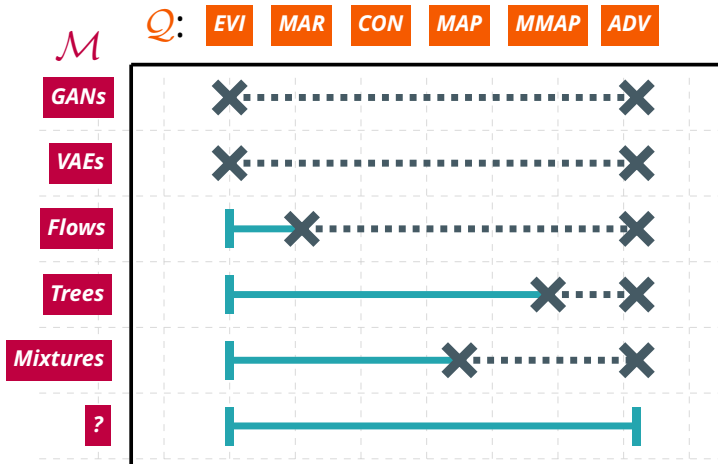 𝒬: EVI MAR CON MAP MMAP ADV
ℳ
GANs
VAEs
Flows
Trees
Mixtures
?